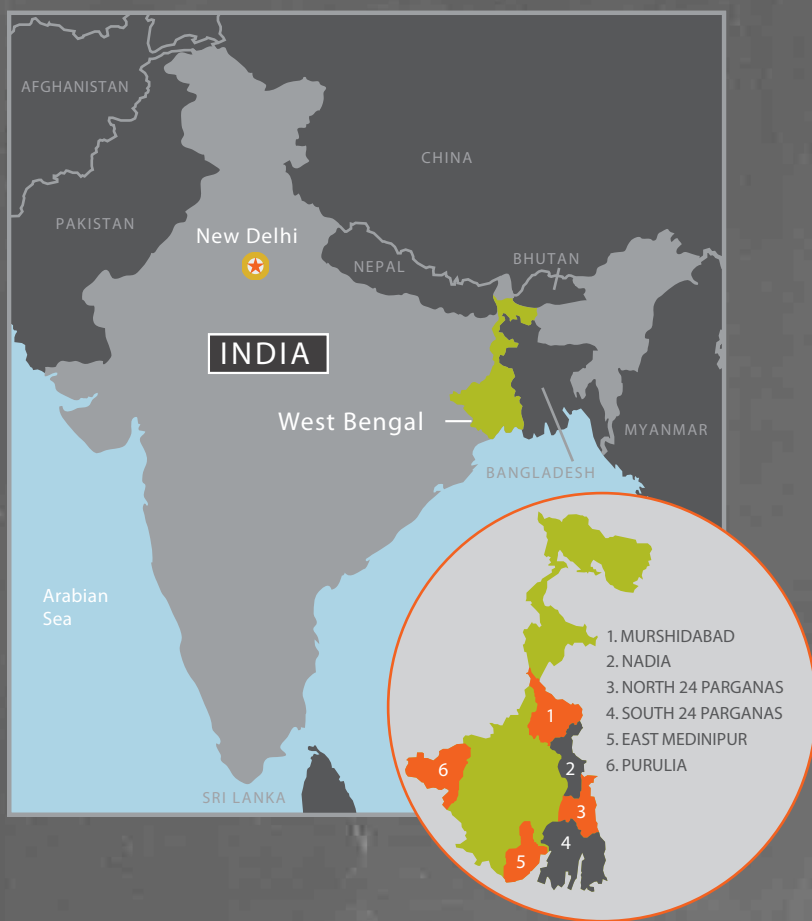 AFGHANISTAN
CHINA
PAKISTAN
New Delhi
NEPAL
BHUTAN
INDIA
West Bengal
MYANMAR
BANGLADESH
Arabian
Sea
SRI LANKA
1. MURSHIDABAD
2. NADIA
3. NORTH 24 PARGANAS
4. SOUTH 24 PARGANAS
5. EAST MEDINIPUR
6. PURULIA
1
2
6
3
4
5